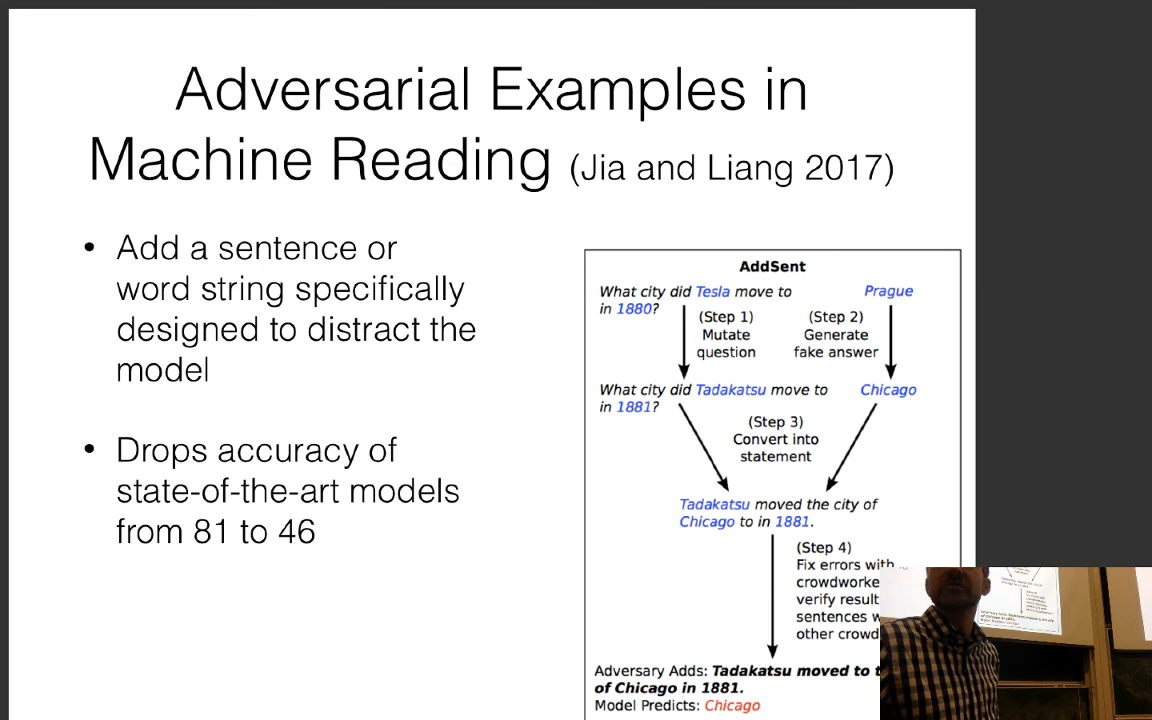 Adversarial Examples in
Machine Reading (Jia and Liang 2017)
• Add a sentence or
word string specifically
designed to distract the
model
• Drops accuracy of
state-of-the-art models
from 81 to 46
AddSent
What city did Tesla move to
in 1880?
Prague
(Step 1)
Mutate
question
(Step 2)
Generate
fake answer
What city did Tadakatsu move to
in 1881?
Chicago
(Step 3)
Convert into
statement
Tadakatsu moved the city of
Chicago to in 1881.
(Step 4)
Fix errors with
verify result
sentences
other crowd
Adversary Adds: Tadakatsu moved to
of Chicago in 1881.
Model Predicts: Chicago